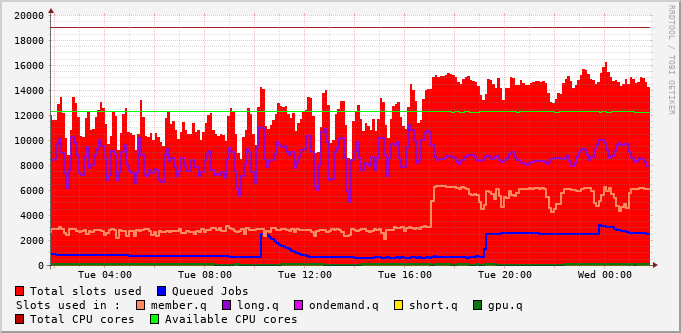 20000
18000
16000
14000
12000
10000
8000
6000
4000
2000
0
Tue 04:00 Tue 08:00 Tue 12:00 Tue 16:00 Tue 20:00 Wed 00:00
Total slots used Queued Jobs
Slots used in : member.q long.q ondemand.q short.q gpu.q
Total CPU cores Available CPU cores
RRDTOOL / TOBI OETIKER